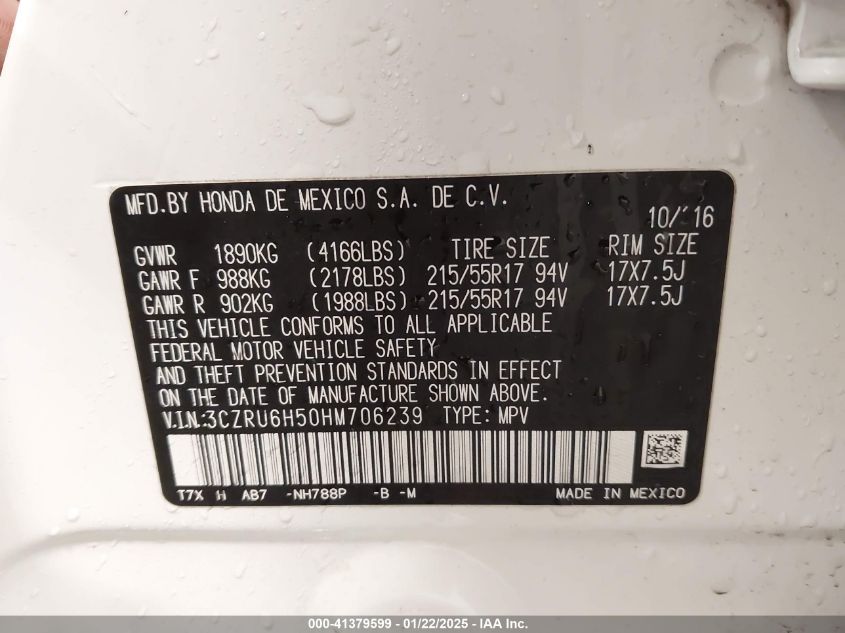 MFD.BY HONDA DE MEXICO S.A. DE C.V.
10/'16
GVWR 1890KG (4166LBS) TIRE SIZE RIM SIZE
GAWR F 988KG (2178LBS) 215/55R17 94V 17X7.5J
GAWR R 902KG (1988LBS) 215/55R17 94V 17X7.5J
THIS VEHICLE CONFORMS TO ALL APPLICABLE
FEDERAL MOTOR VEHICLE SAFETY
AND THEFT PREVENTION STANDARDS IN EFFECT
ON THE DATE OF MANUFACTURE SHOWN ABOVE.
V.I.N.:3CZRU6H50HM706239 TYPE: MPV
T7X H AB7 -NH788P -B -M MADE IN MEXICO
000-41379599 - 01/22/2025 - IAA Inc.